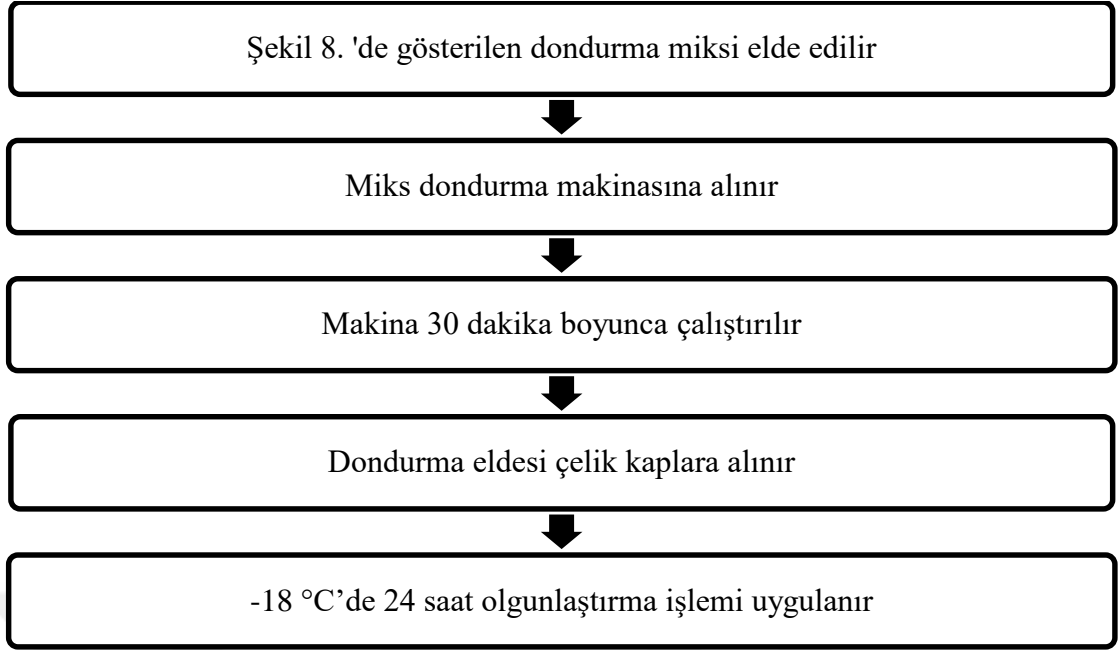 Şekil 8. 'de gösterilen dondurma miksi elde edilir
Miks dondurma makinasına alınır
Makina 30 dakika boyunca çalıştırılır
Dondurma eldesi çelik kaplara alınır
-18 °C’de 24 saat olgunlaştırma işlemi uygulanır